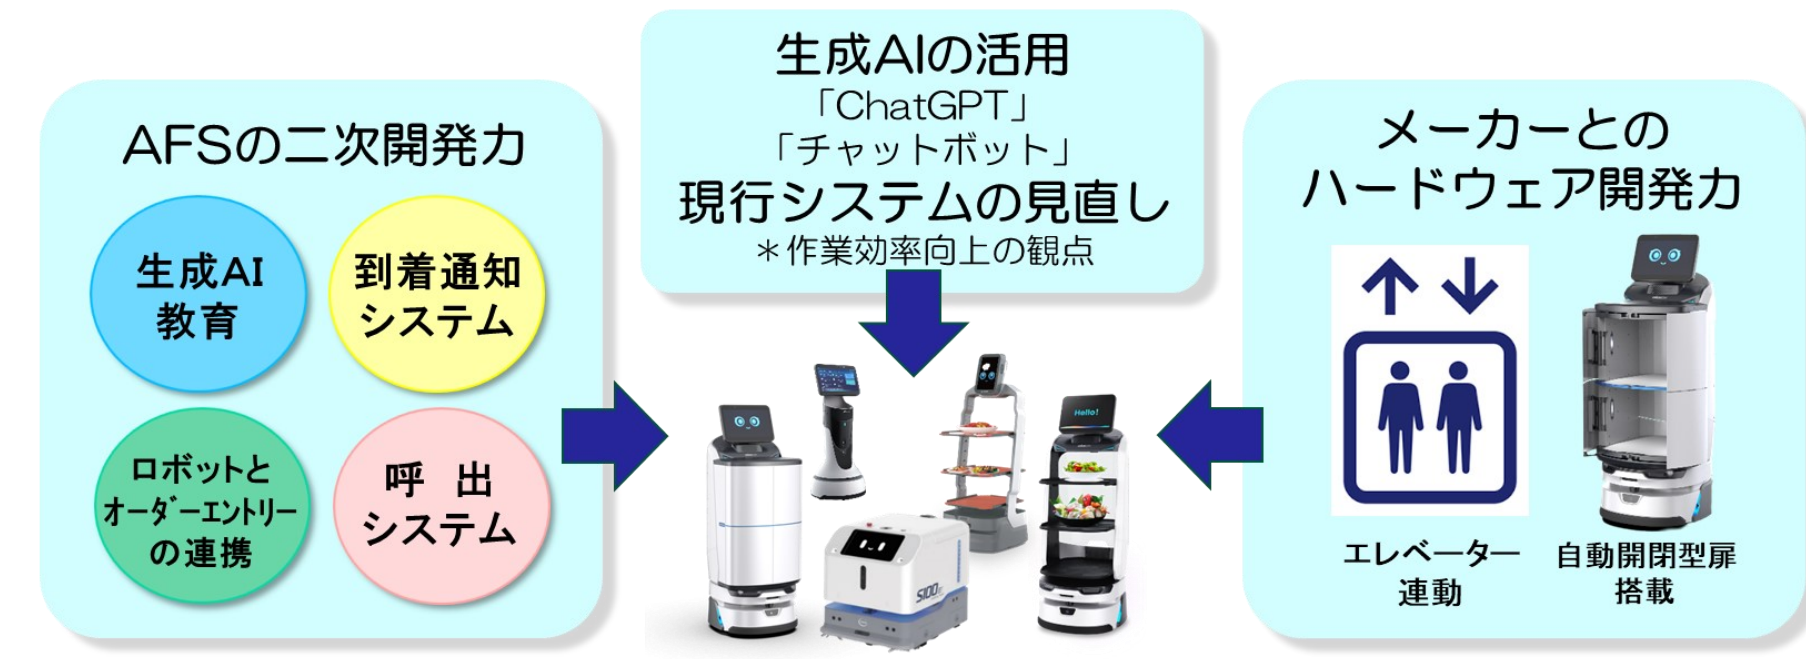 AFSの二次開発力
生成AI
教育
到着通知
システム
ロボットと
オーダーエントリー
の連携
呼 出
システム
生成AIの活用
「ChatGPT」
「チャットボット」
現行システムの見直し
＊作業効率向上の観点
Hello!
S100
メーカーとの
ハードウェア開発力
エレベーター
連動
自動開閉型扉
搭載